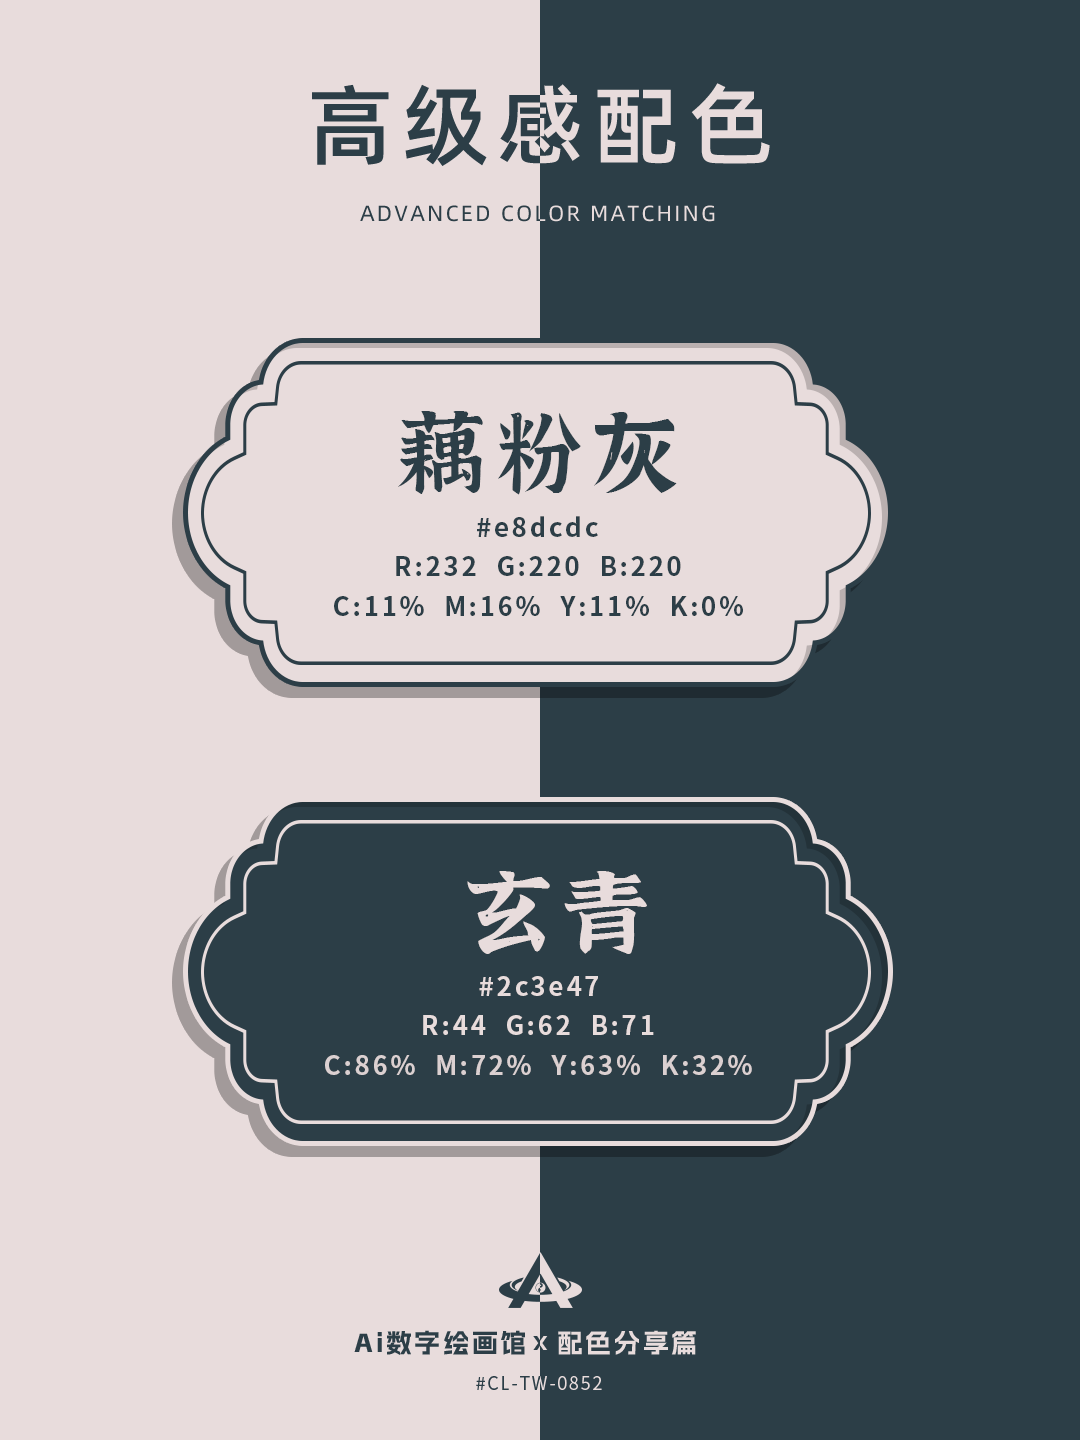 高级感配色
ADVANCED COLOR MATCHING
藕粉灰
#e8dcdc
R:232 G:220 B:220
C:11% M:16% Y:11% K:0%
玄青
#2c3e47
R:44 G:62 B:71
C:86% M:72% Y:63% K:32%
Ai数字绘画馆 x 配色分享篇
#CL-TW-0852